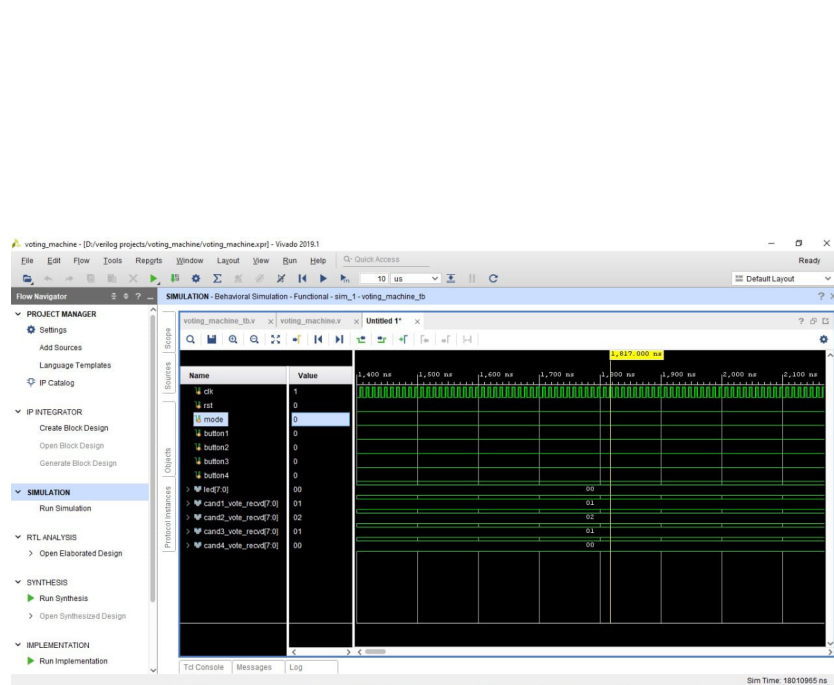 voting_machine - [D:/verilog projects/voting_machine/voting_machine.xpr] - Vivado 2019.1
File Edit Flow Tools Reports Window Layout View Run Help Q- Quick Access Ready
10 us Default Layout
Flow Navigator
SIMULATION - Behavioral Simulation - Functional - sim_1 - voting_machine_tb
PROJECT MANAGER
Settings
Add Sources
Language Templates
IP Catalog
IP INTEGRATOR
Create Block Design
Open Block Design
Generate Block Design
SIMULATION
Run Simulation
RTL ANALYSIS
Open Elaborated Design
SYNTHESIS
Run Synthesis
Open Synthesized Design
IMPLEMENTATION
Run Implementation
Scope
Sources
Objects
Protocol Instances
voting_machine_tb.v voting_machine.v Untitled 1*
1,817.000 ns
Name Value 1,400 ns 1,500 ns 1,600 ns 1,700 ns 1,800 ns 1,900 ns 2,000 ns 2,100 ns
clk 1
rst 0
mode 0
button1 0
button2 0
button3 0
button4 0
led[7:0] 00 00
cand1_vote_recvd[7:0] 01 01
cand2_vote_recvd[7:0] 02 02
cand3_vote_recvd[7:0] 01 01
cand4_vote_recvd[7:0] 00 00
Tcl Console Messages Log
Sim Time: 18010965 ns